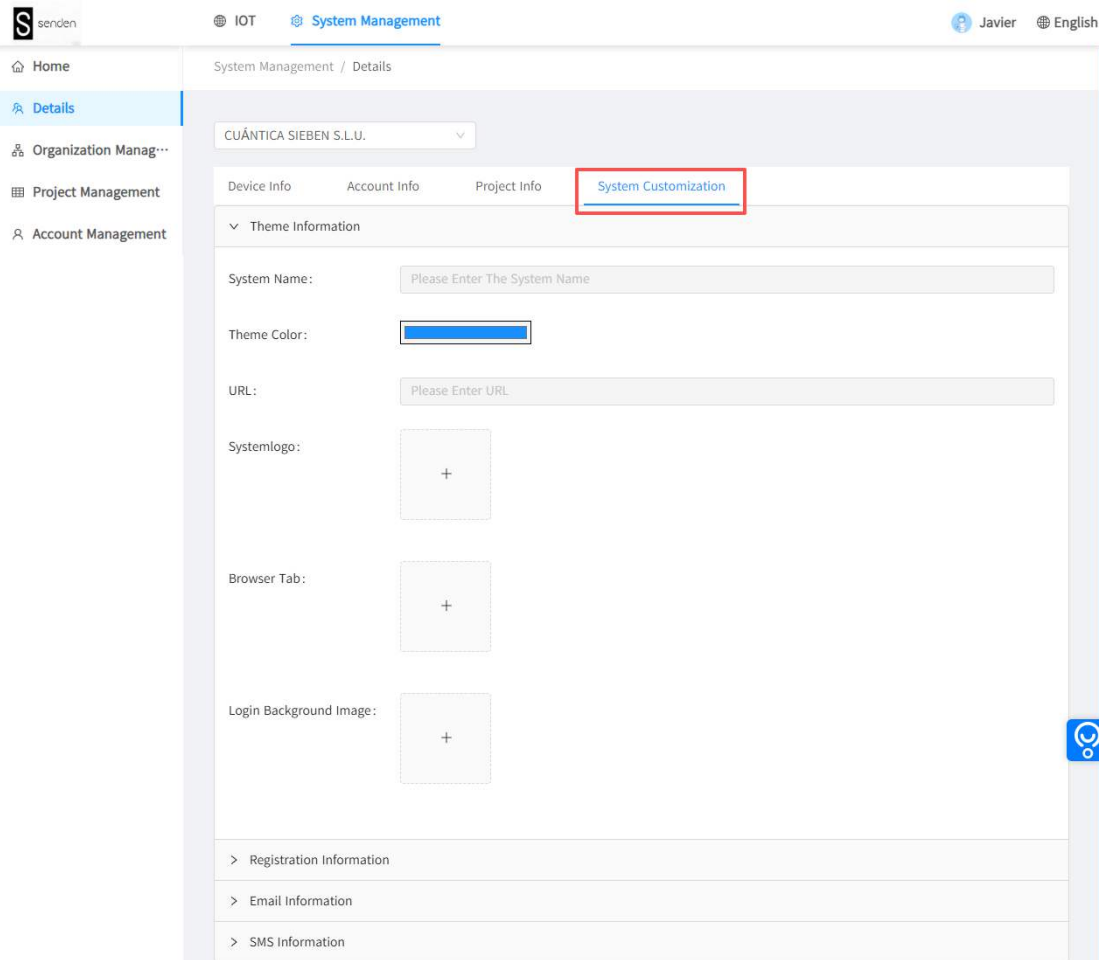 S senden
IOT System Management Javier English
Home
System Management / Details
Details
CUÁNTICA SIEBEN S.L.U.
Organization Manag···
Device Info Account Info Project Info System Customization
Project Management
Theme Information
Account Management
System Name:
Please Enter The System Name
Theme Color:
URL:
Please Enter URL
Systemlogo:
+
Browser Tab:
+
Login Background Image:
+
Registration Information
Email Information
SMS Information